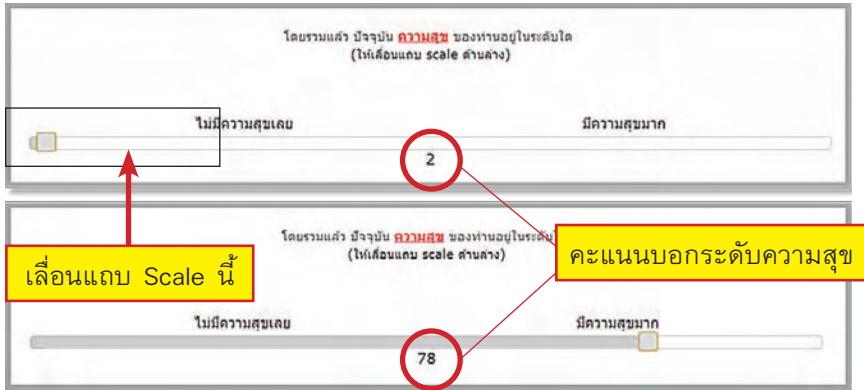 โดยรวมแล้ว ปัจจุบัน ความสุข ของท่านอยู่ในระดับใด
(ให้เลื่อนแถบ scale ด้านล่าง)
ไม่มีความสุขเลย มีความสุขมาก
2
โดยรวมแล้ว ปัจจุบัน ความสุข ของท่านอยู่ในระดับ
(ให้เลื่อนแถบ scale ด้านล่าง)
เลื่อนแถบ Scale นี้
คะแนนบอกระดับความสุข
ไม่มีความสุขเลย มีความสุขมาก
78